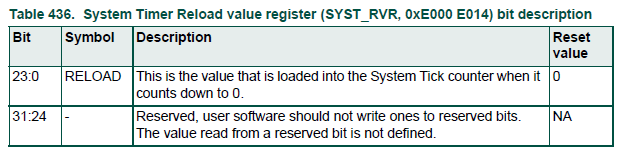 Table 436. System Timer Reload value register (SYST_RVR, 0xE000 E014) bit description
Bit Symbol Description Reset value
23:0 RELOAD This is the value that is loaded into the System Tick counter when it 0
counts down to 0.
31:24 - Reserved, user software should not write ones to reserved bits. NA
The value read from a reserved bit is not defined.